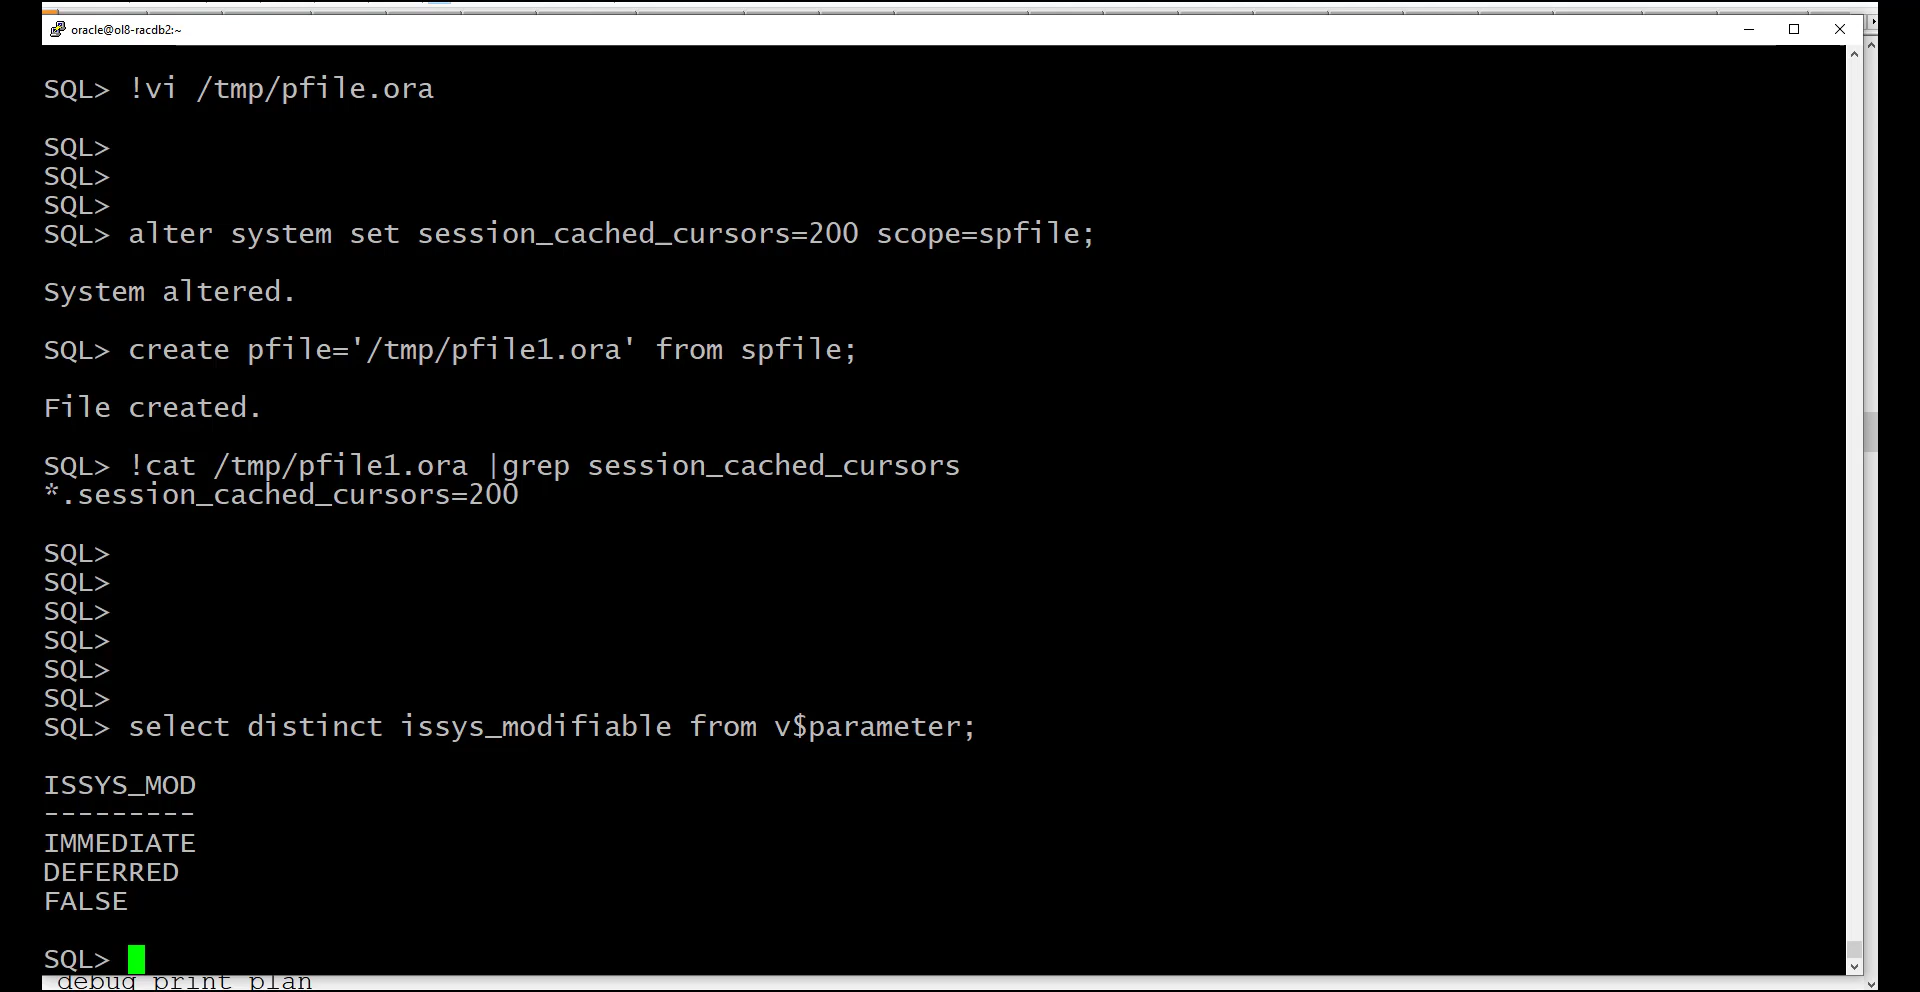 oracle@ol8-racdb2:~
SQL> !vi /tmp/pfile.ora
SQL>
SQL>
SQL>
SQL> alter system set session_cached_cursors=200 scope=spfile;
System altered.
SQL> create pfile='/tmp/pfile1.ora' from spfile;
File created.
SQL> !cat /tmp/pfile1.ora |grep session_cached_cursors
*.session_cached_cursors=200
SQL>
SQL>
SQL>
SQL>
SQL>
SQL>
SQL> select distinct issys_modifiable from v$parameter;
ISSYS_MOD
---------
IMMEDIATE
DEFERRED
FALSE
SQL>
debug_print_plan